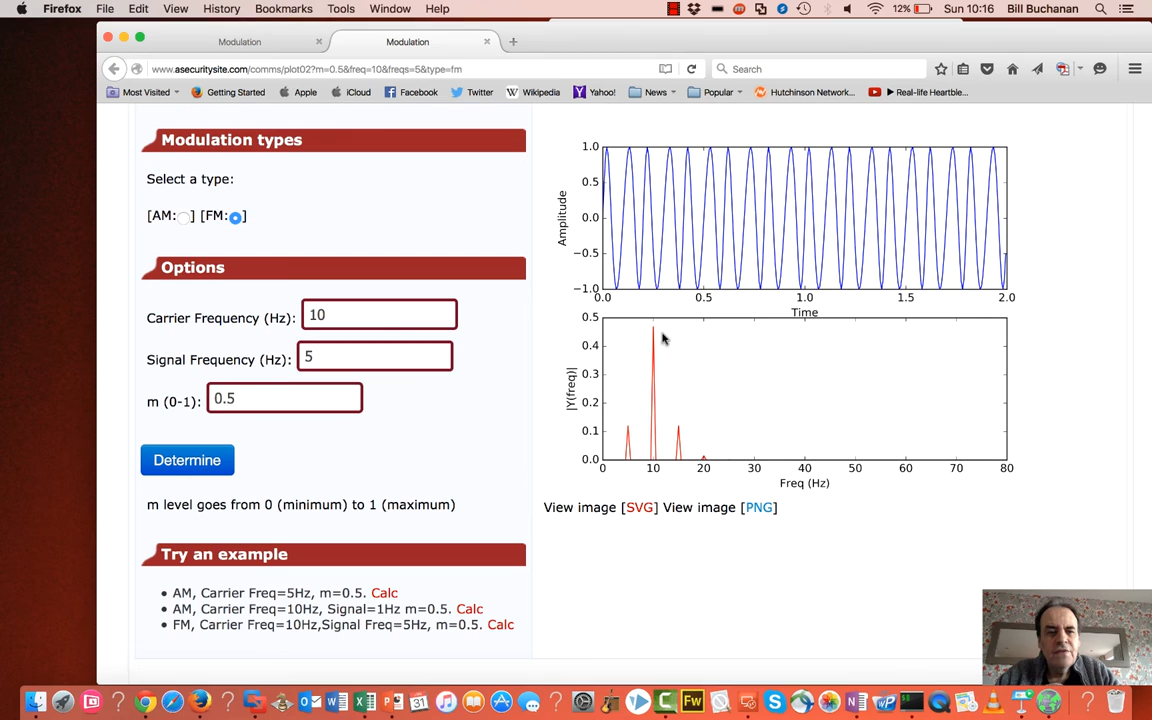 Firefox File Edit View History Bookmarks Tools Window Help 12% Sun 10:16 Bill Buchanan
Modulation × Modulation × +
www.asecuritysite.com/comms/plot02?m=0.5&freq=10&freqs=5&type=fm Search
Most Visited Getting Started Apple iCloud Facebook Twitter Wikipedia Yahoo! News Popular Hutchinson Network... ▶ Real-life Heartble...
Modulation types
Select a type:
[AM: ] [FM: ]
Options
Carrier Frequency (Hz): 10
Signal Frequency (Hz): 5
m (0-1): 0.5
Determine
m level goes from 0 (minimum) to 1 (maximum)
Try an example
• AM, Carrier Freq=5Hz, m=0.5. Calc
• AM, Carrier Freq=10Hz, Signal=1Hz m=0.5. Calc
• FM, Carrier Freq=10Hz,Signal Freq=5Hz, m=0.5. Calc
1.0
0.5
0.0
−0.5
−1.0
Amplitude
0.0 0.5 1.0 1.5 2.0
Time
0.5
0.4
0.3
0.2
0.1
0.0
|Y(freq)|
0 10 20 30 40 50 60 70 80
Freq (Hz)
View image [SVG] View image [PNG]
31 Fw WP